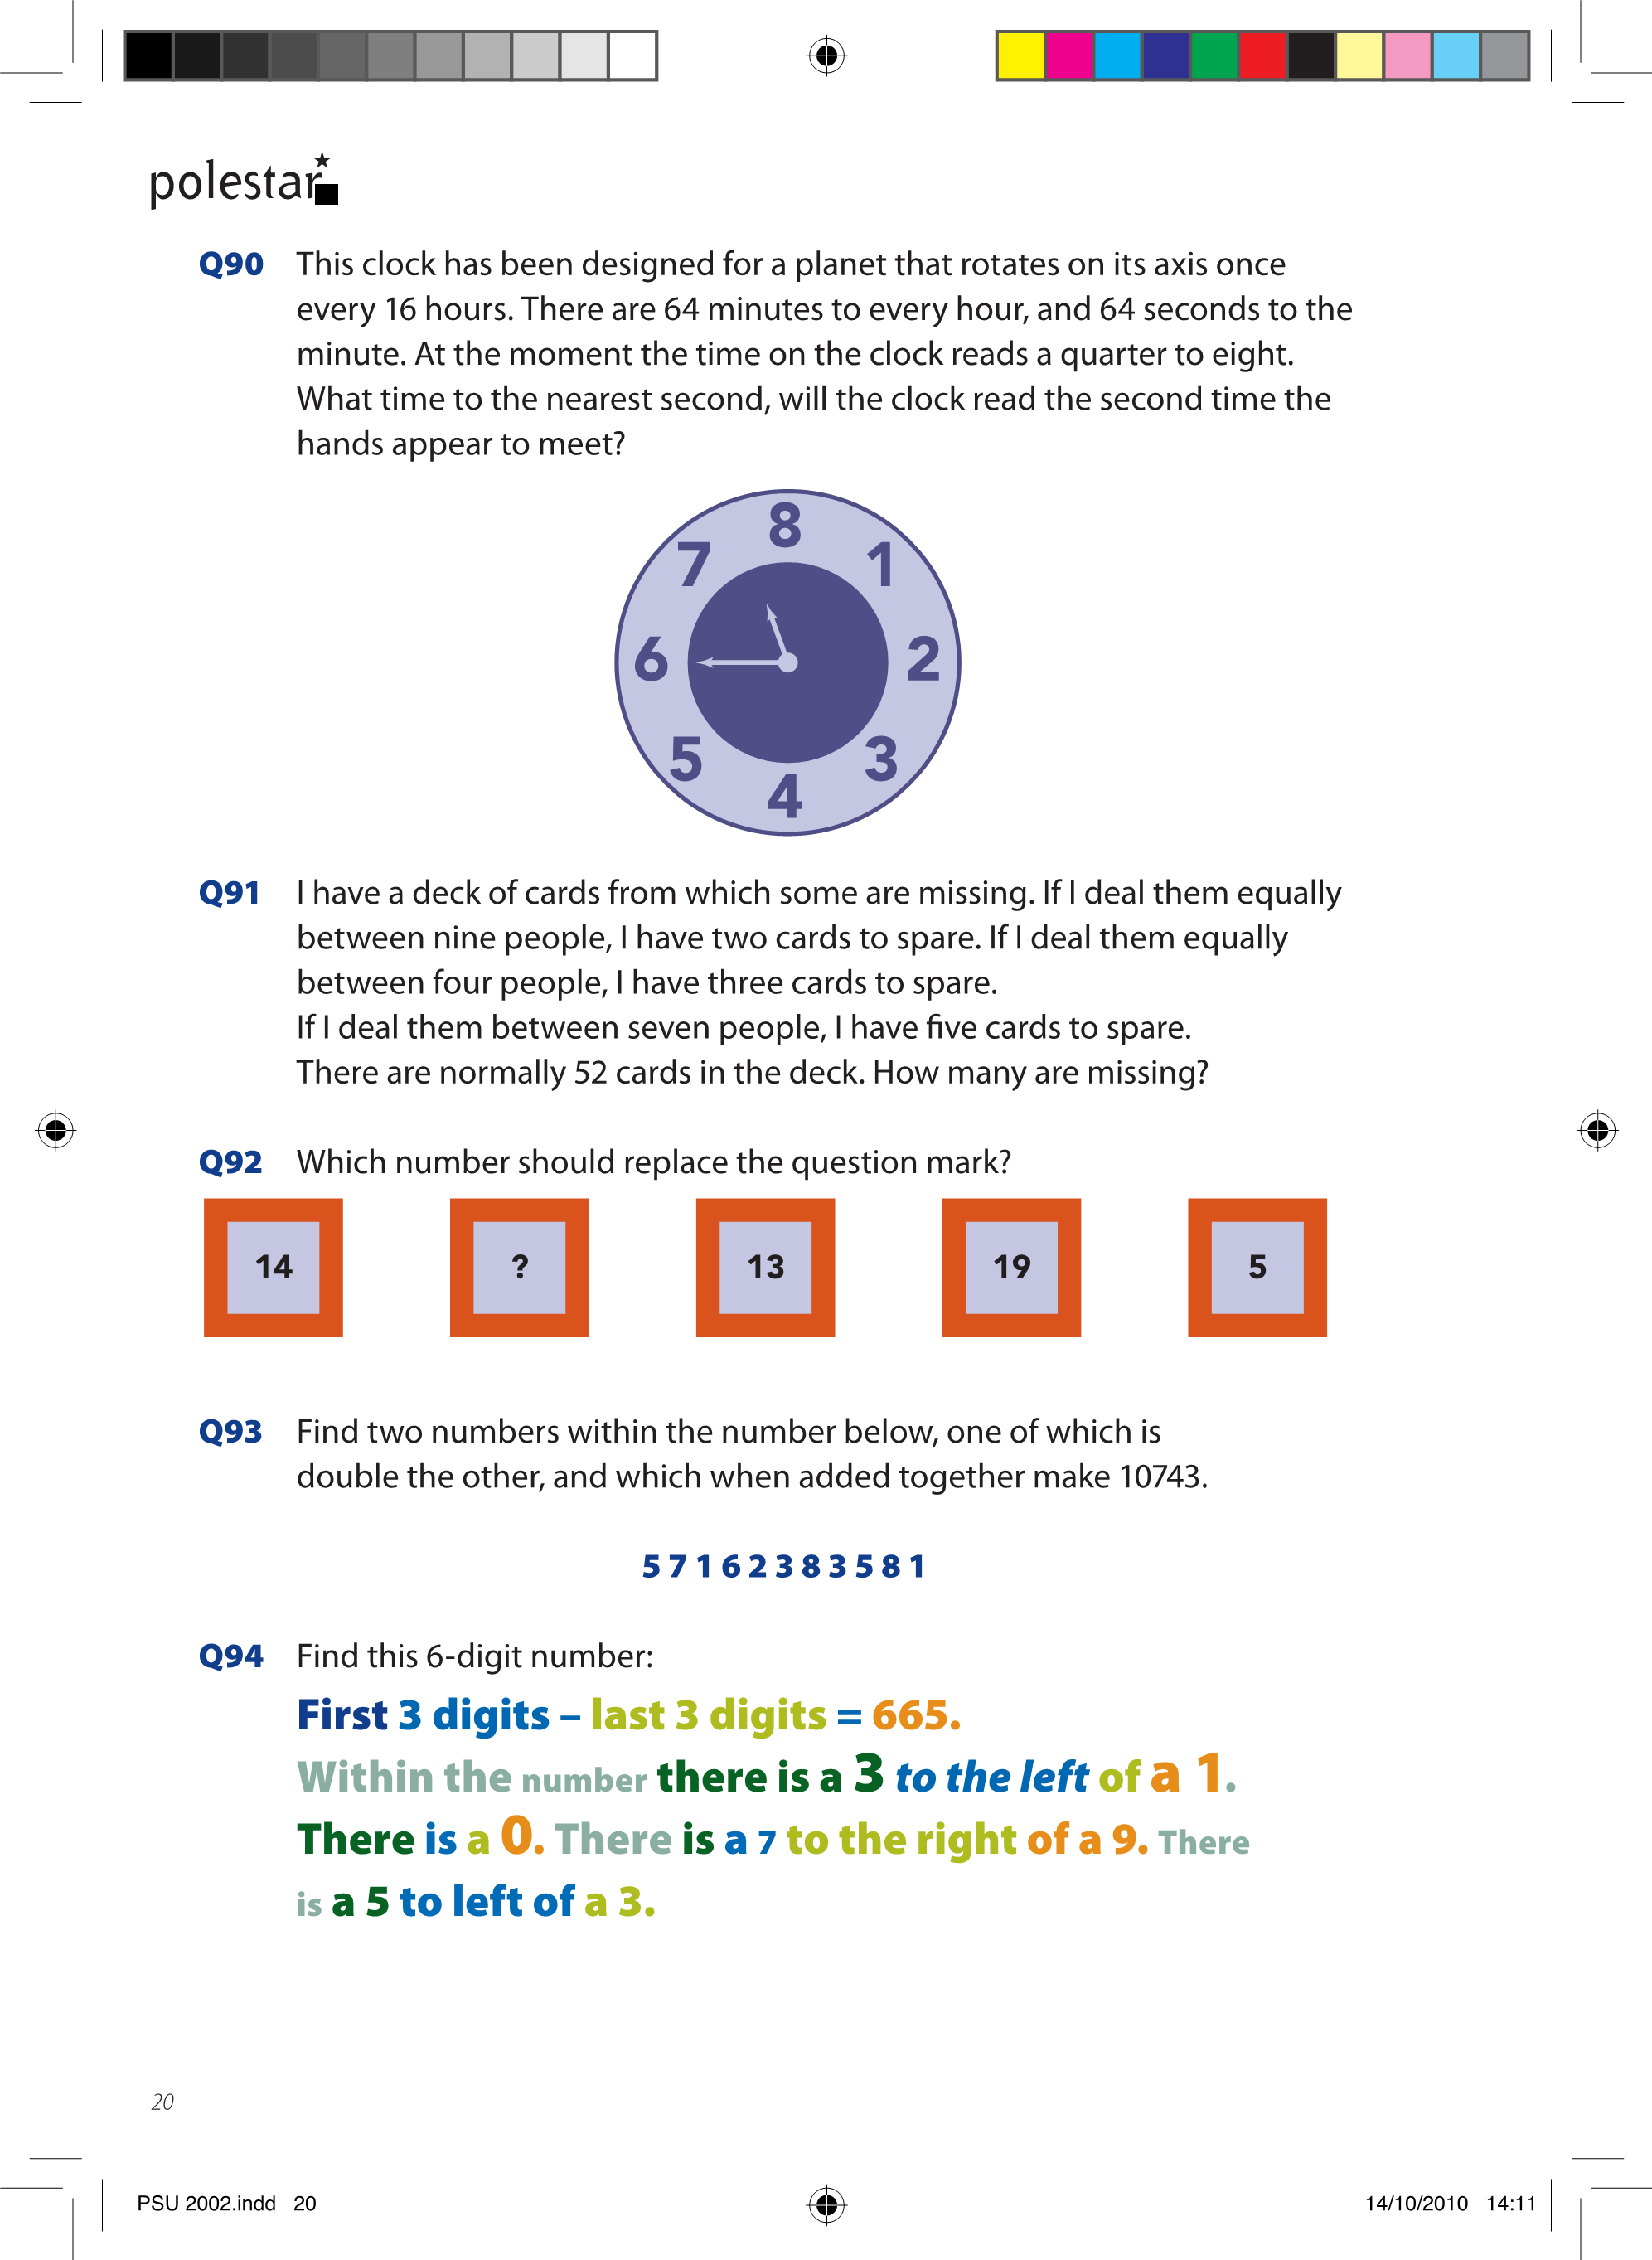 polestar
Q90 This clock has been designed for a planet that rotates on its axis once
every 16 hours. There are 64 minutes to every hour, and 64 seconds to the
minute. At the moment the time on the clock reads a quarter to eight.
What time to the nearest second, will the clock read the second time the
hands appear to meet?
8
7 1
6 2
5 3
4
Q91 I have a deck of cards from which some are missing. If I deal them equally
between nine people, I have two cards to spare. If I deal them equally
between four people, I have three cards to spare.
If I deal them between seven people, I have five cards to spare.
There are normally 52 cards in the deck. How many are missing?
Q92 Which number should replace the question mark?
14 ? 13 19 5
Q93 Find two numbers within the number below, one of which is
double the other, and which when added together make 10743.
5 7 1 6 2 3 8 3 5 8 1
Q94 Find this 6-digit number:
First 3 digits – last 3 digits = 665.
Within the number there is a 3 to the left of a 1.
There is a 0. There is a 7 to the right of a 9. There
is a 5 to left of a 3.
20
PSU 2002.indd 20 14/10/2010 14:11